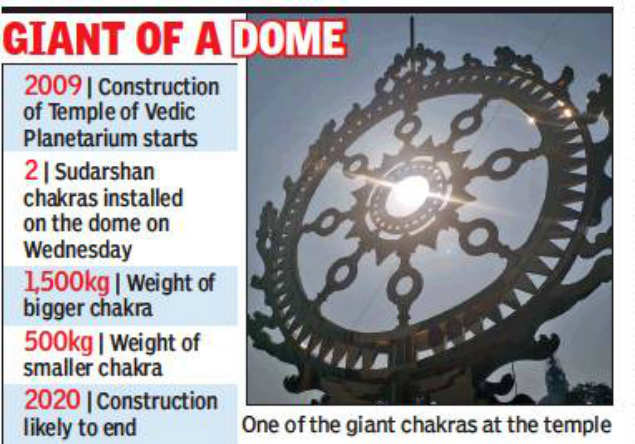 GIANT OF A DOME
2009 | Construction
of Temple of Vedic
Planetarium starts
2 | Sudarshan
chakras installed
on the dome on
Wednesday
1,500kg | Weight of
bigger chakra
500kg | Weight of
smaller chakra
2020 | Construction
likely to end
One of the giant chakras at the temple